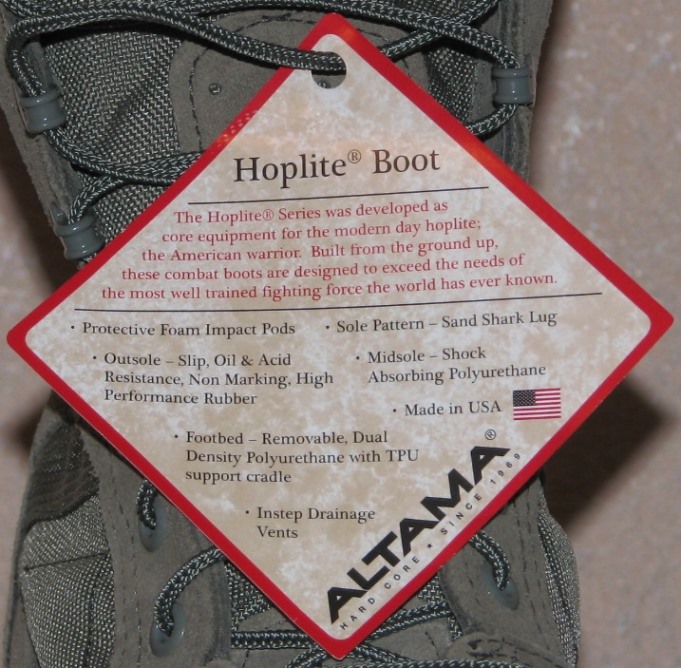 Hoplite® Boot
The Hoplite® Series was developed as
core equipment for the modern day hoplite;
the American warrior. Built from the ground up,
these combat boots are designed to exceed the needs of
the most well trained fighting force the world has ever known.
• Protective Foam Impact Pods
• Sole Pattern – Sand Shark Lug
• Outsole – Slip, Oil & Acid
Resistance, Non Marking, High
Performance Rubber
• Midsole – Shock
Absorbing Polyurethane
• Made in USA
• Footbed – Removable, Dual
Density Polyurethane with TPU
support cradle
• Instep Drainage
Vents
ALTAMA®
HARD CORE • SINCE 1969